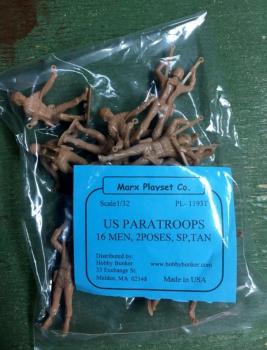 Marx Playset Co.
Scale1/32 PL- 11951
US PARATROOPS
16 MEN, 2POSES, SP,TAN
Distributed by:
Hobby Bunker
33 Exchange St. www.hobbybunker.com
Malden, MA 02148
Made in USA